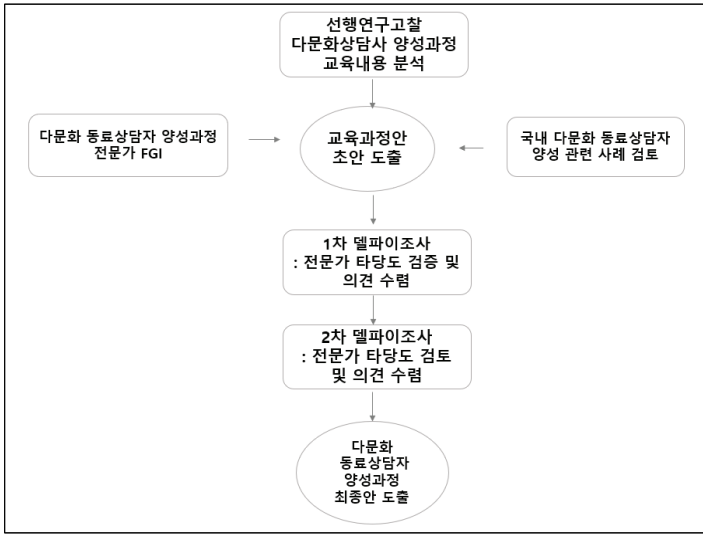 선행연구고찰
다문화상담사 양성과정
교육내용 분석
다문화 동료상담자 양성과정
전문가 FGI
교육과정안
초안 도출
국내 다문화 동료상담자
양성 관련 사례 검토
1차 델파이조사
: 전문가 타당도 검증 및
의견 수렴
2차 델파이조사
: 전문가 타당도 검토
및 의견 수렴
다문화
동료상담자
양성과정
최종안 도출